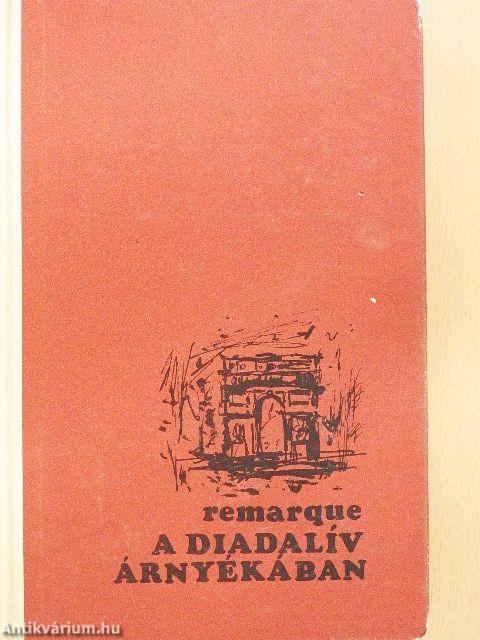 remarque
A DIADALÍV
ÁRNYÉKÁBAN
Antikvárium.hu